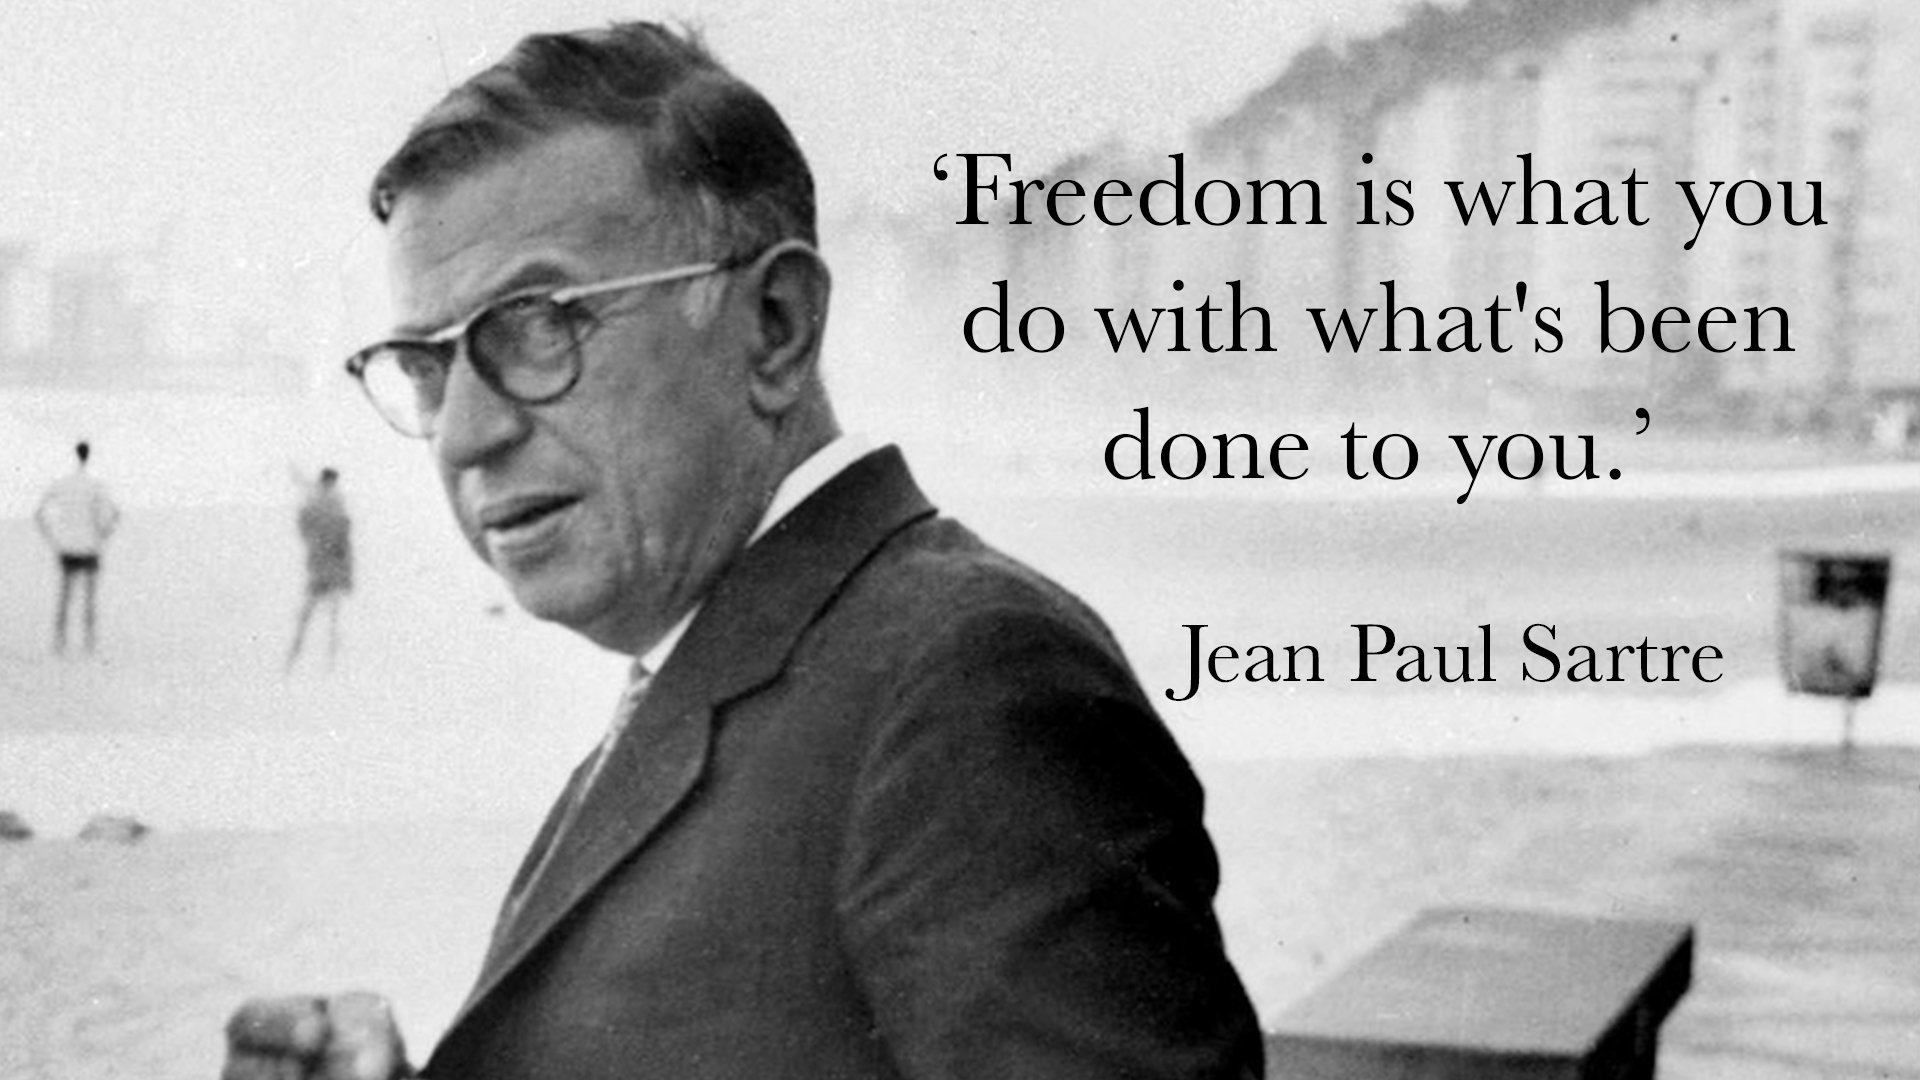 ‘Freedom is what you
do with what's been
done to you.’
Jean Paul Sartre